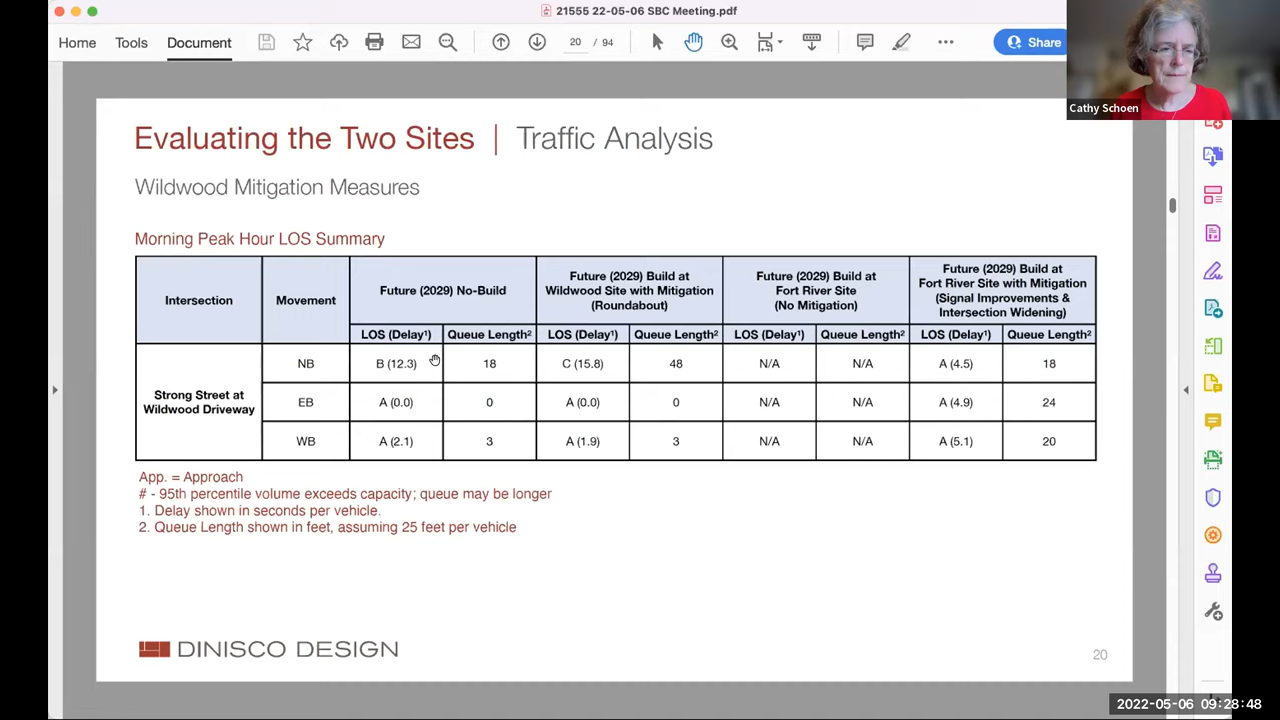 21555 22-05-06 SBC Meeting.pdf
Home Tools Document 20 / 94 Share
Cathy Schoen
Evaluating the Two Sites | Traffic Analysis
Wildwood Mitigation Measures
Morning Peak Hour LOS Summary
Intersection Movement Future (2029) No-Build Future (2029) Build at Wildwood Site with Mitigation (Roundabout) Future (2029) Build at Fort River Site (No Mitigation) Future (2029) Build at Fort River Site with Mitigation (Signal Improvements & Intersection Widening)
LOS (Delay¹) Queue Length² LOS (Delay¹) Queue Length² LOS (Delay¹) Queue Length² LOS (Delay¹) Queue Length²
Strong Street at Wildwood Driveway
NB B (12.3) 18 C (15.8) 48 N/A N/A A (4.5) 18
EB A (0.0) 0 A (0.0) 0 N/A N/A A (4.9) 24
WB A (2.1) 3 A (1.9) 3 N/A N/A A (5.1) 20
App. = Approach
# - 95th percentile volume exceeds capacity; queue may be longer
1. Delay shown in seconds per vehicle.
2. Queue Length shown in feet, assuming 25 feet per vehicle
DINISCO DESIGN
20
2022-05-06 09:28:48